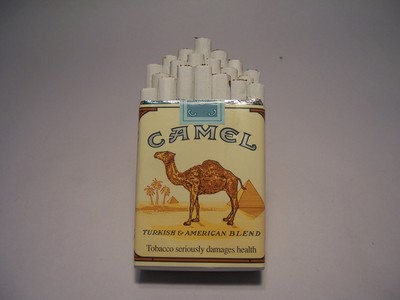 CAMEL
TURKISH & AMERICAN BLEND
Tobacco seriously damages health